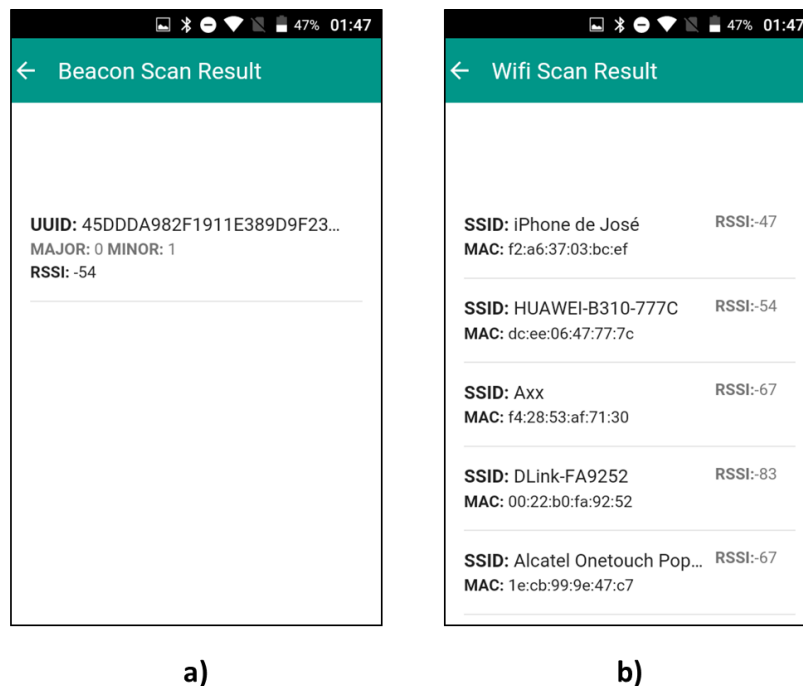 47% 01:47
Beacon Scan Result
UUID: 45DDDA982F1911E389D9F23...
MAJOR: 0 MINOR: 1
RSSI: -54
a)
47% 01:47
Wifi Scan Result
SSID: iPhone de José RSSI:-47
MAC: f2:a6:37:03:bc:ef
SSID: HUAWEI-B310-777C RSSI:-54
MAC: dc:ee:06:47:77:7c
SSID: Axx RSSI:-67
MAC: f4:28:53:af:71:30
SSID: DLink-FA9252 RSSI:-83
MAC: 00:22:b0:fa:92:52
SSID: Alcatel Onetouch Pop... RSSI:-67
MAC: 1e:cb:99:9e:47:c7
b)